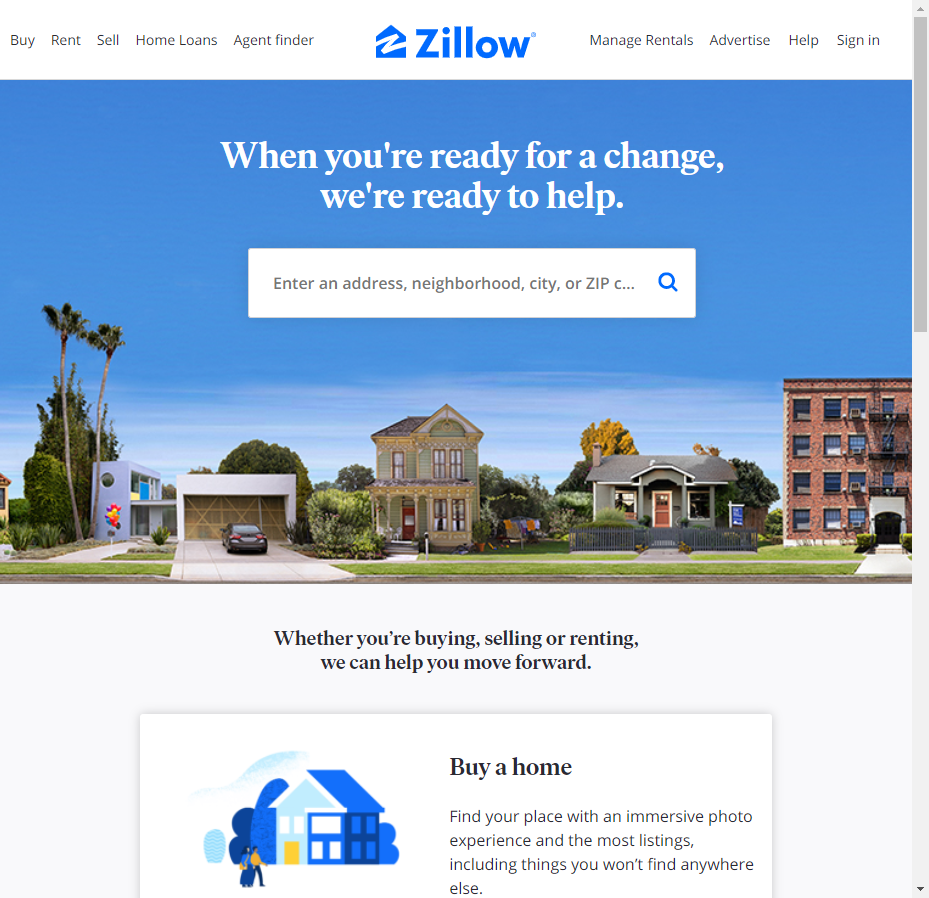 Buy Rent Sell Home Loans Agent finder Zillow® Manage Rentals Advertise Help Sign in
When you're ready for a change,
we're ready to help.
Enter an address, neighborhood, city, or ZIP c...
Whether you’re buying, selling or renting,
we can help you move forward.
Buy a home
Find your place with an immersive photo
experience and the most listings,
including things you won’t find anywhere
else.